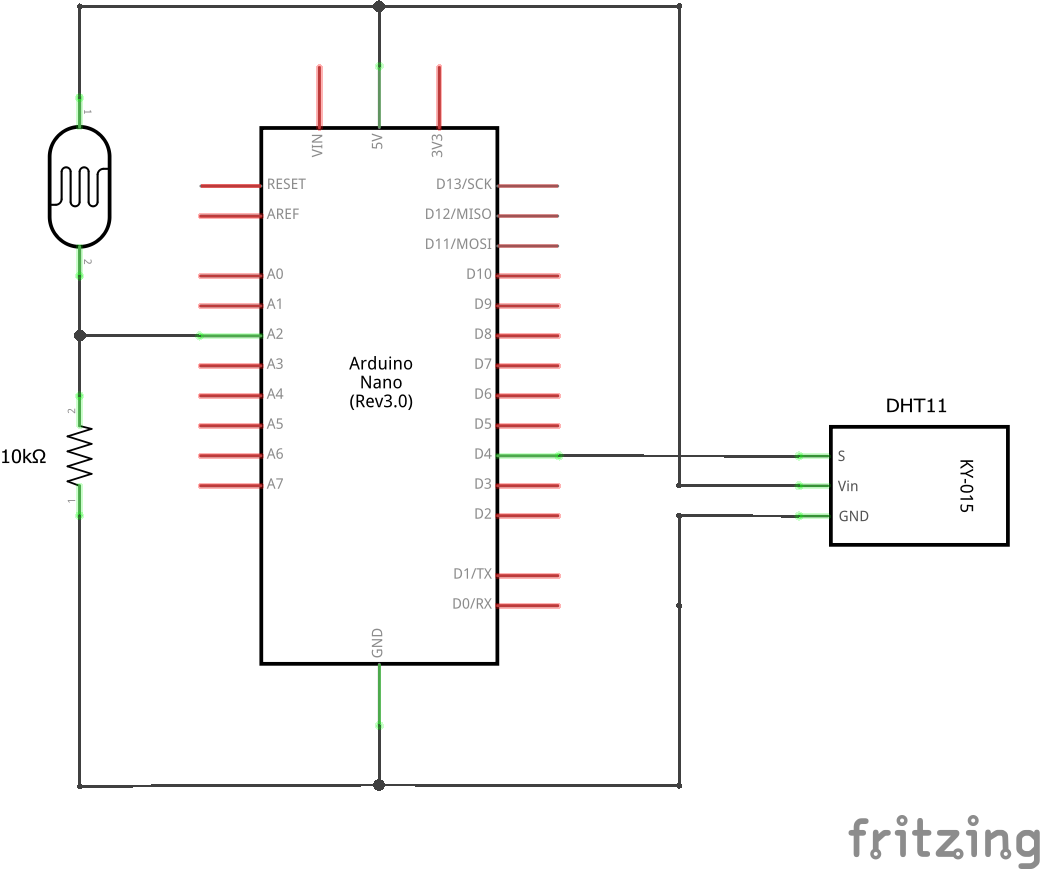 1
2
2
10kΩ
1
VIN
5V
3V3
RESET
AREF
A0
A1
A2
A3
A4
A5
A6
A7
D13/SCK
D12/MISO
D11/MOSI
D10
D9
D8
D7
D6
D5
D4
D3
D2
D1/TX
D0/RX
GND
Arduino
Nano
(Rev3.0)
DHT11
S
Vin
GND
KY-015
fritzing